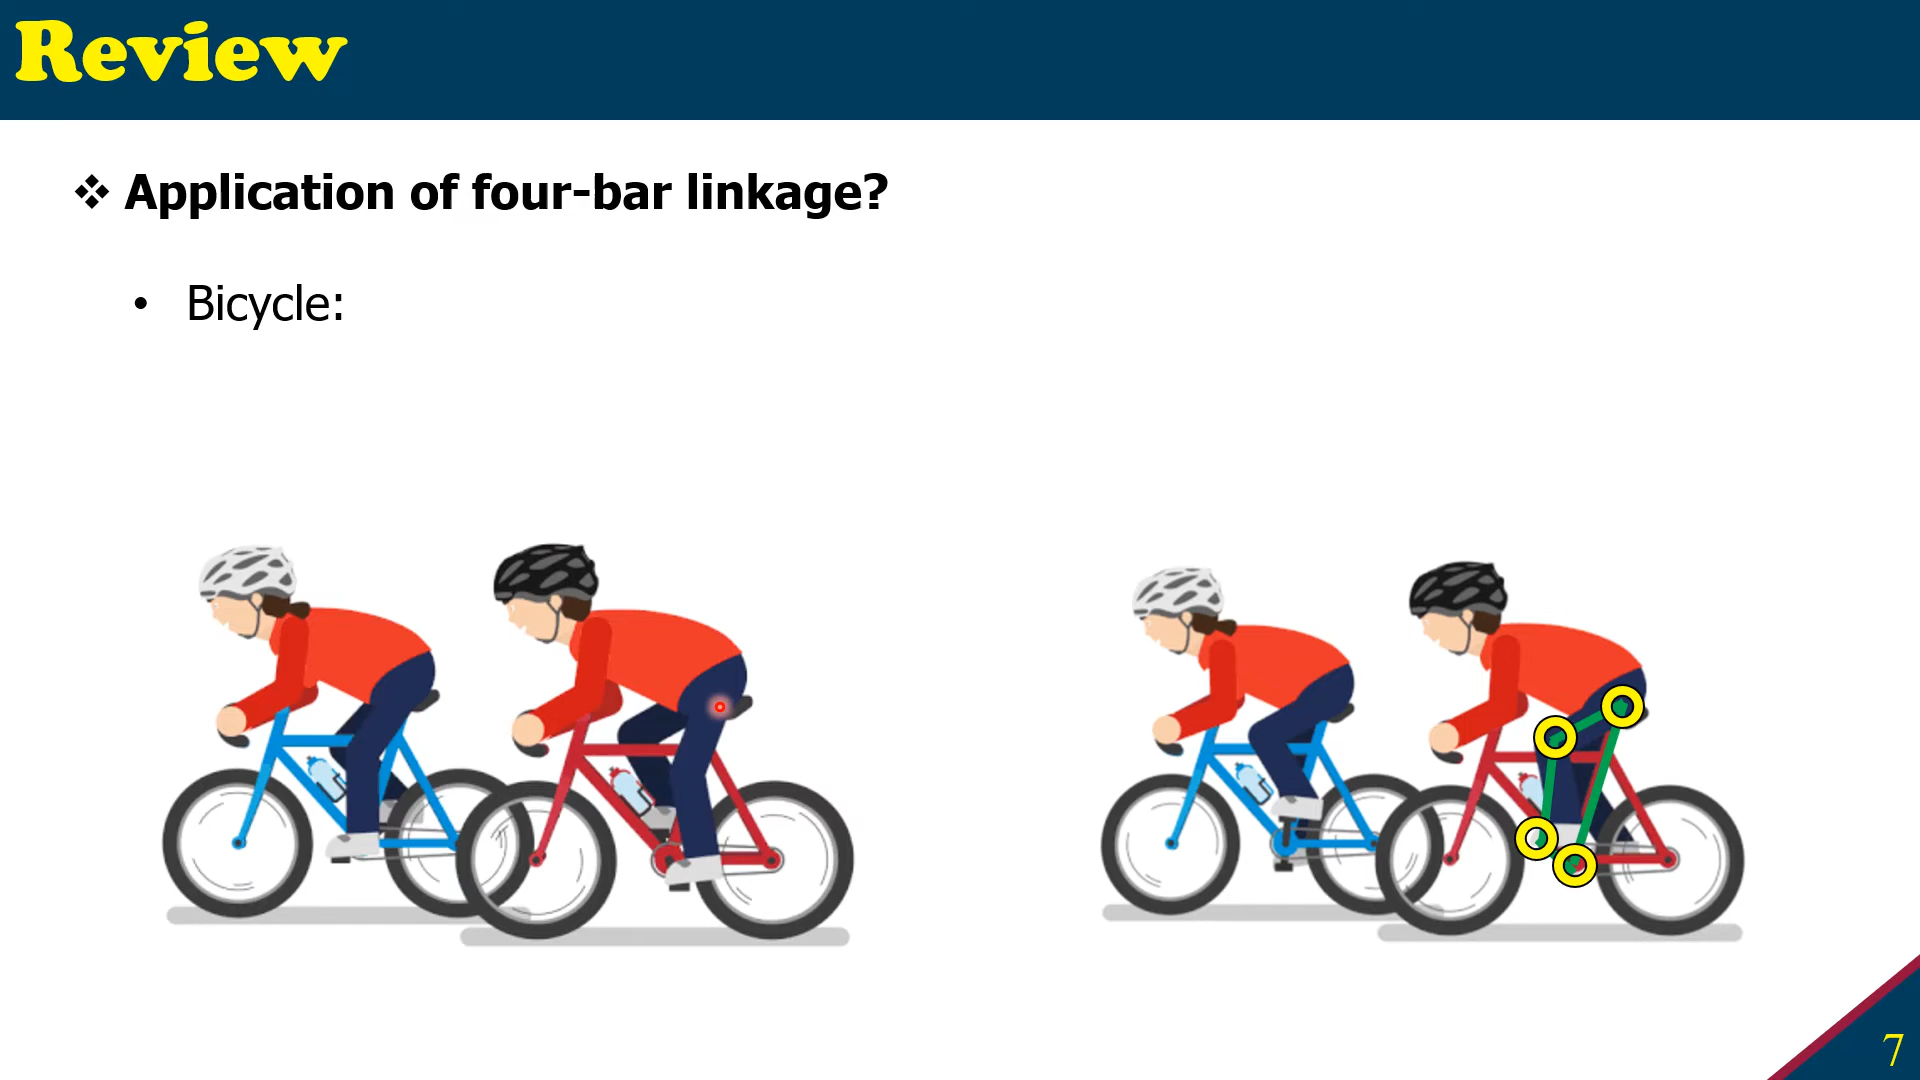 Review
❖ Application of four-bar linkage?
• Bicycle:
7